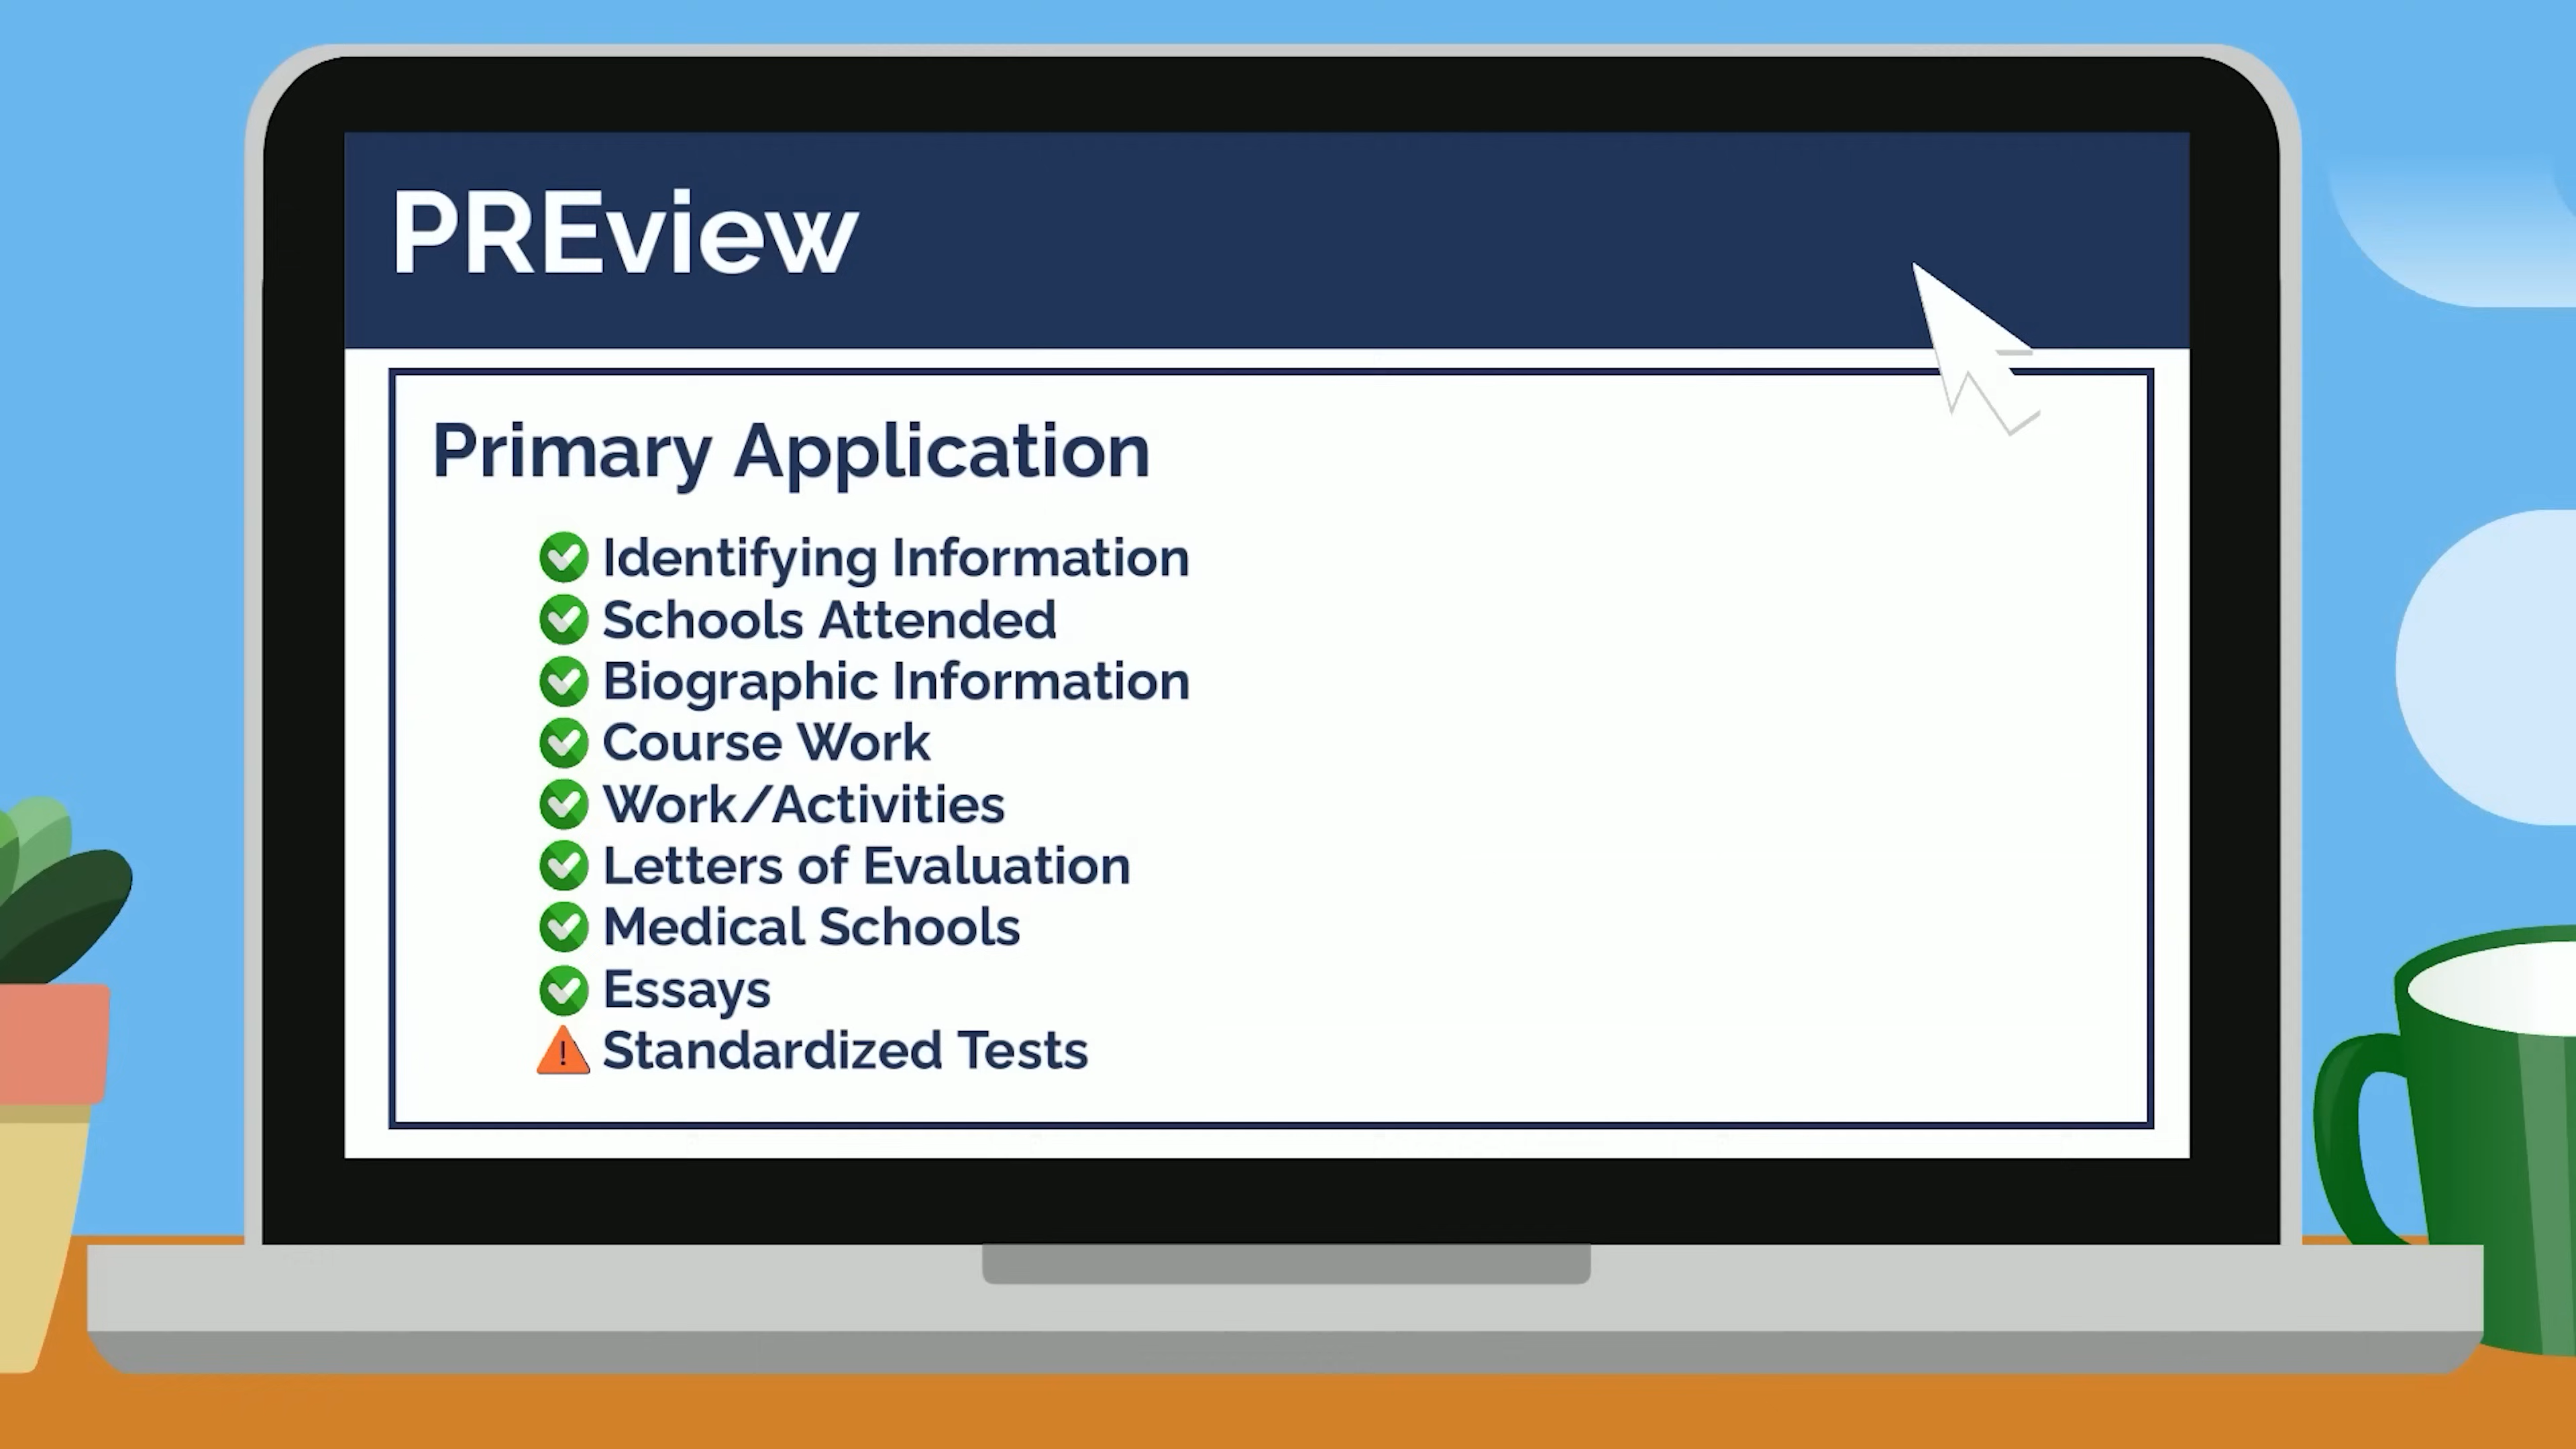 PREview
Primary Application
Identifying Information
Schools Attended
Biographic Information
Course Work
Work/Activities
Letters of Evaluation
Medical Schools
Essays
! Standardized Tests